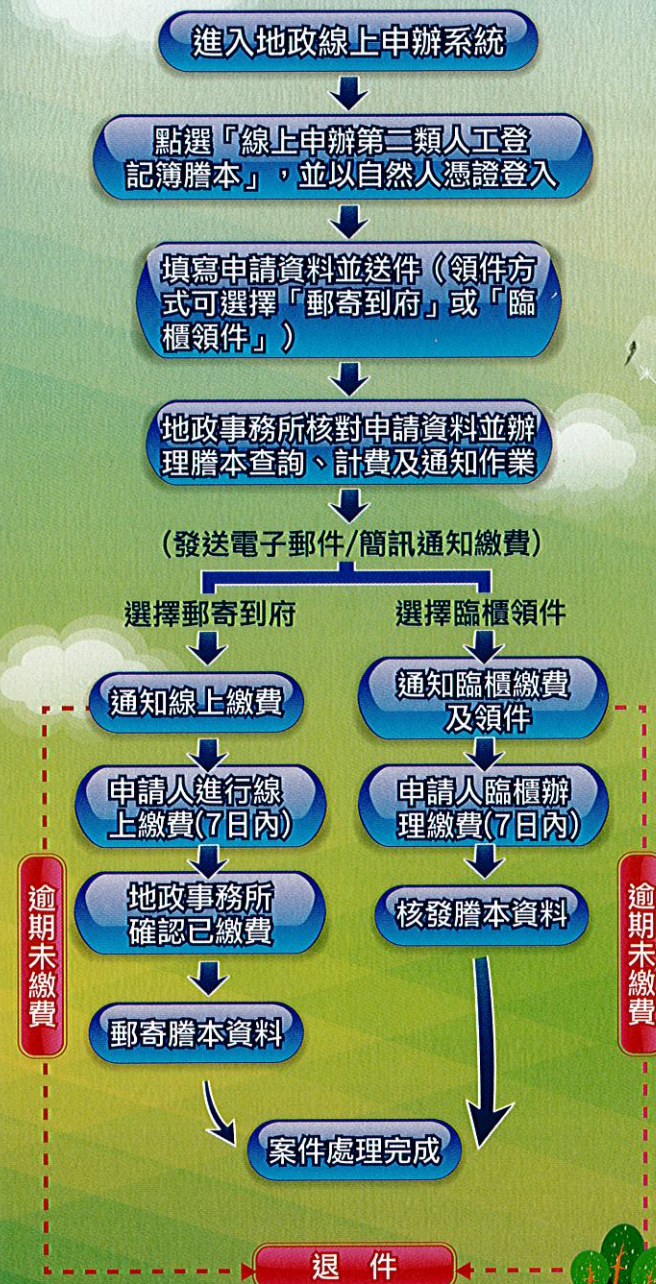 進入地政線上申辦系統
點選「線上申辦第二類人工登
記簿謄本」，並以自然人憑證登入
填寫申請資料並送件（領件方
式可選擇「郵寄到府」或「臨
櫃領件」）
地政事務所核對申請資料並辦
理謄本查詢、計費及通知作業
(發送電子郵件/簡訊通知繳費)
選擇郵寄到府
選擇臨櫃領件
通知線上繳費
通知臨櫃繳費
及領件
申請人進行線
上繳費(7日內)
申請人臨櫃辦
理繳費(7日內)
地政事務所
確認已繳費
核發謄本資料
逾期未繳費
逾期未繳費
郵寄謄本資料
案件處理完成
退 件